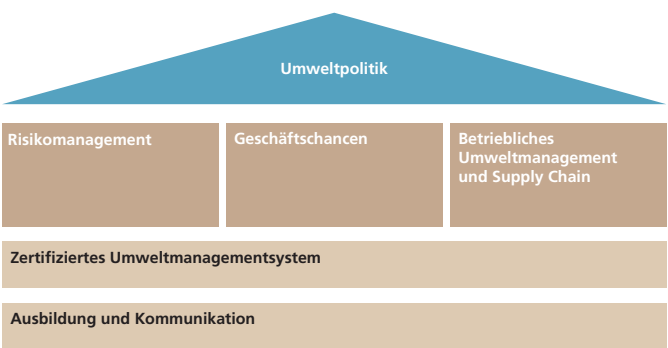 Umweltpolitik
Risikomanagement
Geschäftschancen
Betriebliches
Umweltmanagement
und Supply Chain
Zertifiziertes Umweltmanagementsystem
Ausbildung und Kommunikation